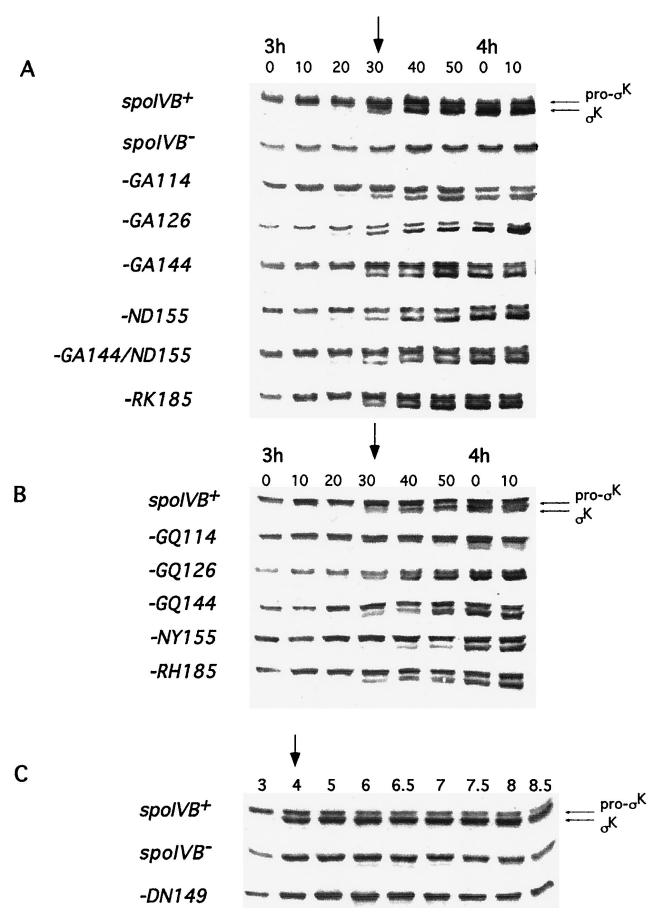 3h 4h
A 0 10 20 30 40 50 0 10
spoIVB+ pro-σK
σK
spoIVB-
-GA114
-GA126
-GA144
-ND155
-GA144/ND155
-RK185
3h 4h
B 0 10 20 30 40 50 0 10
spoIVB+ pro-σK
σK
-GQ114
-GQ126
-GQ144
-NY155
-RH185
C 3 4 5 6 6.5 7 7.5 8 8.5
spoIVB+ pro-σK
σK
spoIVB-
-DN149